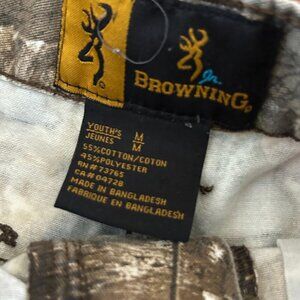 Jr.
BROWNING®
YOUTH'S M
JEUNES M
55%COTTON/COTON
45%POLYESTER
RN#73765
CA#04728
MADE IN BANGLADESH
FABRIQUE EN BANGLADESH